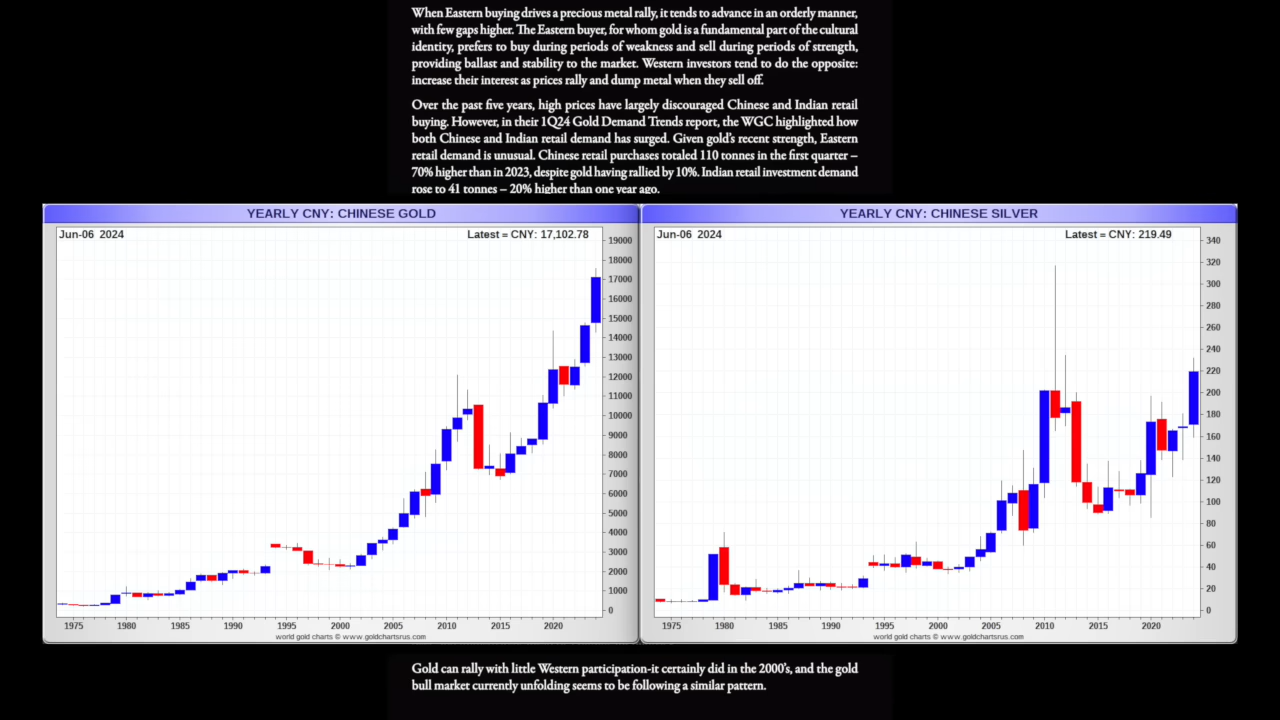 When Eastern buying drives a precious metal rally, it tends to advance in an orderly manner,
with few gaps higher. The Eastern buyer, for whom gold is a fundamental part of the cultural
identity, prefers to buy during periods of weakness and sell during periods of strength,
providing ballast and stability to the market. Western investors tend to do the opposite:
increase their interest as prices rally and dump metal when they sell off.
Over the past five years, high prices have largely discouraged Chinese and Indian retail
buying. However, in their 1Q24 Gold Demand Trends report, the WGC highlighted how
both Chinese and Indian retail demand has surged. Given gold's recent strength, Eastern
retail demand is unusual. Chinese retail purchases totaled 110 tonnes in the first quarter –
70% higher than in 2023, despite gold having rallied by 10%. Indian retail investment demand
rose to 41 tonnes – 20% higher than one year ago.
YEARLY CNY: CHINESE GOLD
Jun-06 2024
Latest = CNY: 17,102.78
19000
18000
17000
16000
15000
14000
13000
12000
11000
10000
9000
8000
7000
6000
5000
4000
3000
2000
1000
0
1975 1980 1985 1990 1995 2000 2005 2010 2015 2020
world gold charts © www.goldchartsrus.com
YEARLY CNY: CHINESE SILVER
Jun-06 2024
Latest = CNY: 219.49
340
320
300
280
260
240
220
200
180
160
140
120
100
80
60
40
20
0
1975 1980 1985 1990 1995 2000 2005 2010 2015 2020
world gold charts © www.goldchartsrus.com
Gold can rally with little Western participation-it certainly did in the 2000's, and the gold
bull market currently unfolding seems to be following a similar pattern.